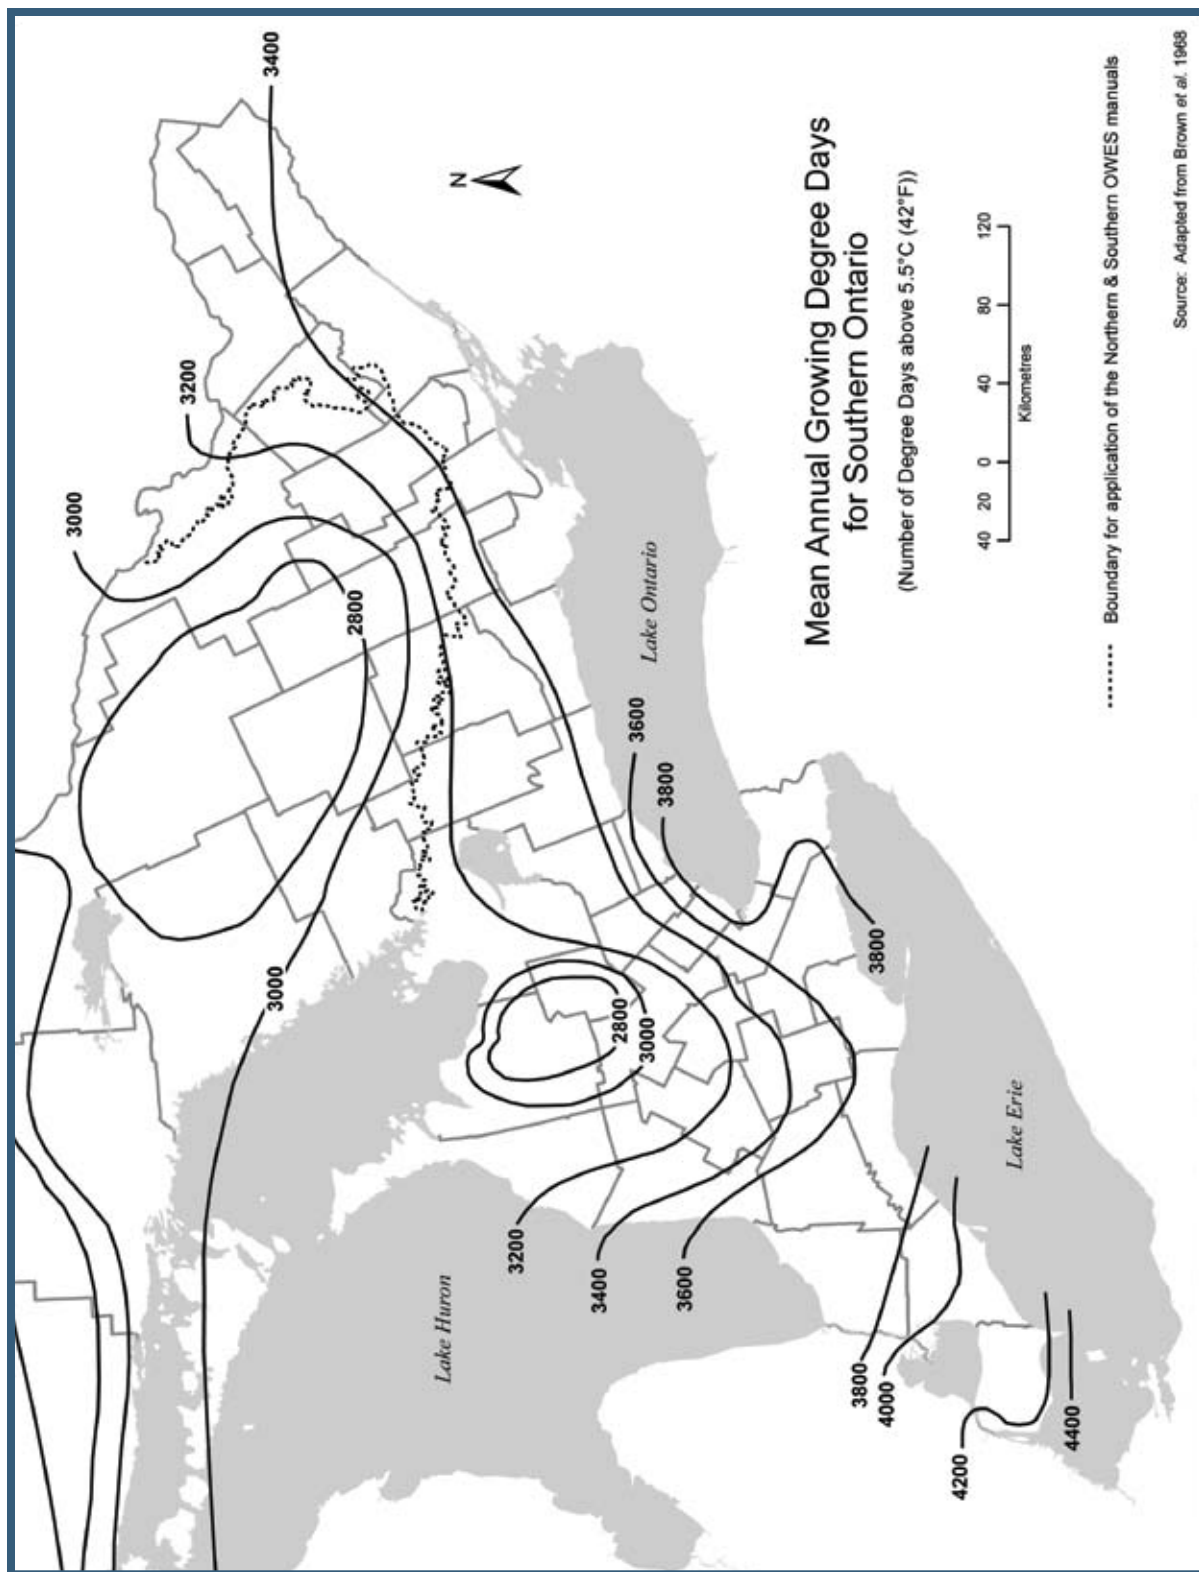 3400
3200
3000
2800
N
Mean Annual Growing Degree Days
for Southern Ontario
(Number of Degree Days above 5.5°C (42°F))
40 20 0 40 80 120
Kilometres
Boundary for application of the Northern & Southern OWES manuals
Source: Adapted from Brown et al. 1968
Lake Ontario
3600
3800
3000
2800
3000
3800
3200
3400
3600
Lake Huron
Lake Erie
3800
4000
4200
4400